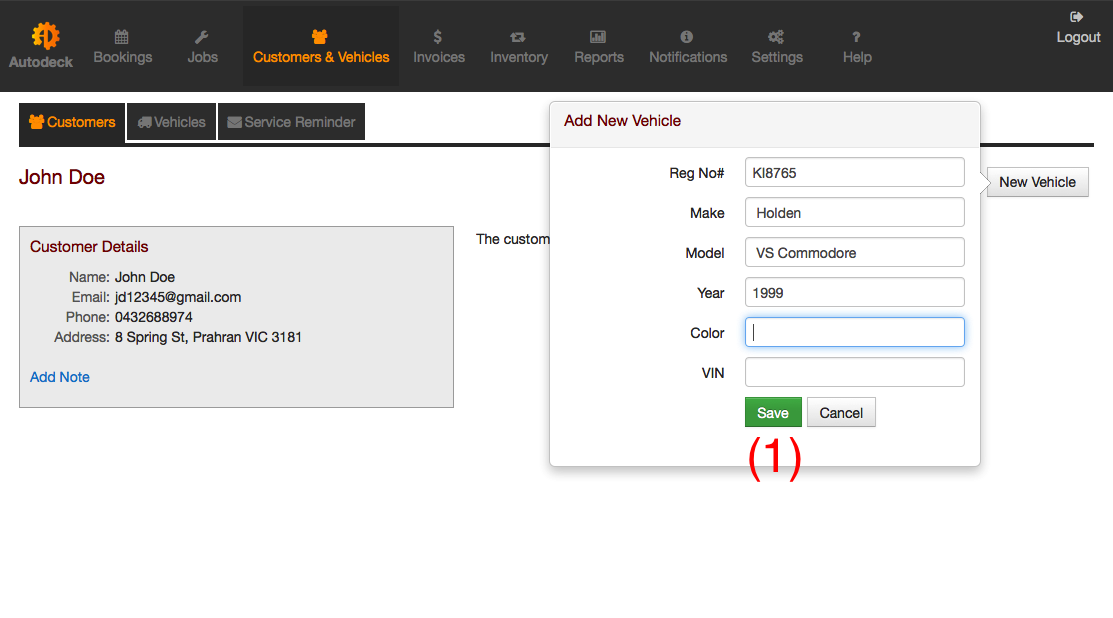 Logout
Autodeck
Bookings
Jobs
Customers & Vehicles
$
Invoices
Inventory
Reports
Notifications
Settings
?
Help
Customers
Vehicles
Service Reminder
John Doe
New Vehicle
Customer Details
Name: John Doe
Email: jd12345@gmail.com
Phone: 0432688974
Address: 8 Spring St, Prahran VIC 3181
Add Note
The custom
Add New Vehicle
Reg No# KI8765
Make Holden
Model VS Commodore
Year 1999
Color
VIN
Save Cancel
(1)